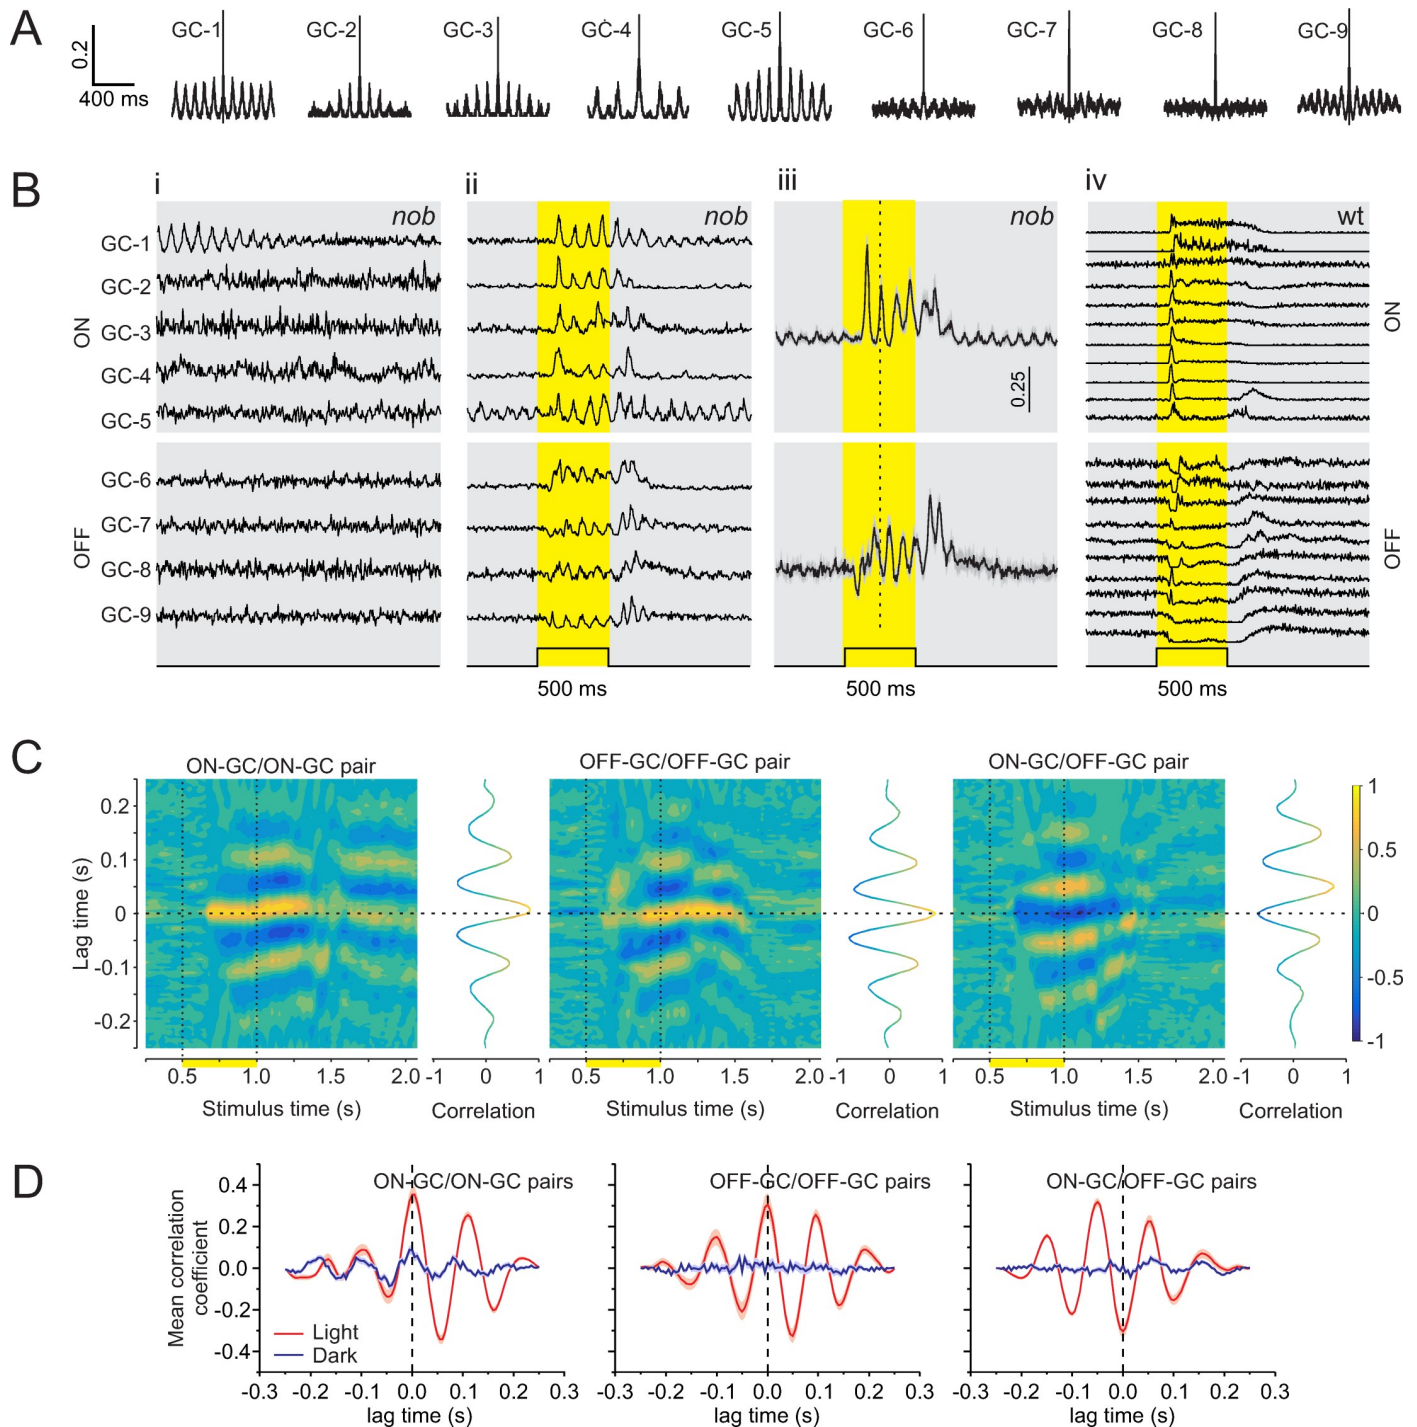 A
0.2
400 ms
GC-1
GC-2
GC-3
GC-4
GC-5
GC-6
GC-7
GC-8
GC-9
B
i
ii
iii
iv
nob
nob
nob
wt
ON
GC-1
GC-2
GC-3
GC-4
GC-5
0.25
ON
OFF
GC-6
GC-7
GC-8
GC-9
OFF
500 ms
500 ms
500 ms
C
ON-GC/ON-GC pair
OFF-GC/OFF-GC pair
ON-GC/OFF-GC pair
Lag time (s)
0.2
0.1
0
-0.1
-0.2
1
0.5
0
-0.5
-1
0.5 1.0 1.5 2.0
-1 0 1
0.5 1.0 1.5 2.0
-1 0 1
0.5 1.0 1.5 2.0
-1 0 1
Stimulus time (s)
Correlation
Stimulus time (s)
Correlation
Stimulus time (s)
Correlation
D
ON-GC/ON-GC pairs
OFF-GC/OFF-GC pairs
ON-GC/OFF-GC pairs
Mean correlation
coefficient
0.4
0.2
0.0
-0.2
-0.4
Light
Dark
-0.3 -0.2 -0.1 0.0 0.1 0.2 0.3
-0.3 -0.2 -0.1 0.0 0.1 0.2 0.3
-0.3 -0.2 -0.1 0.0 0.1 0.2 0.3
lag time (s)
lag time (s)
lag time (s)